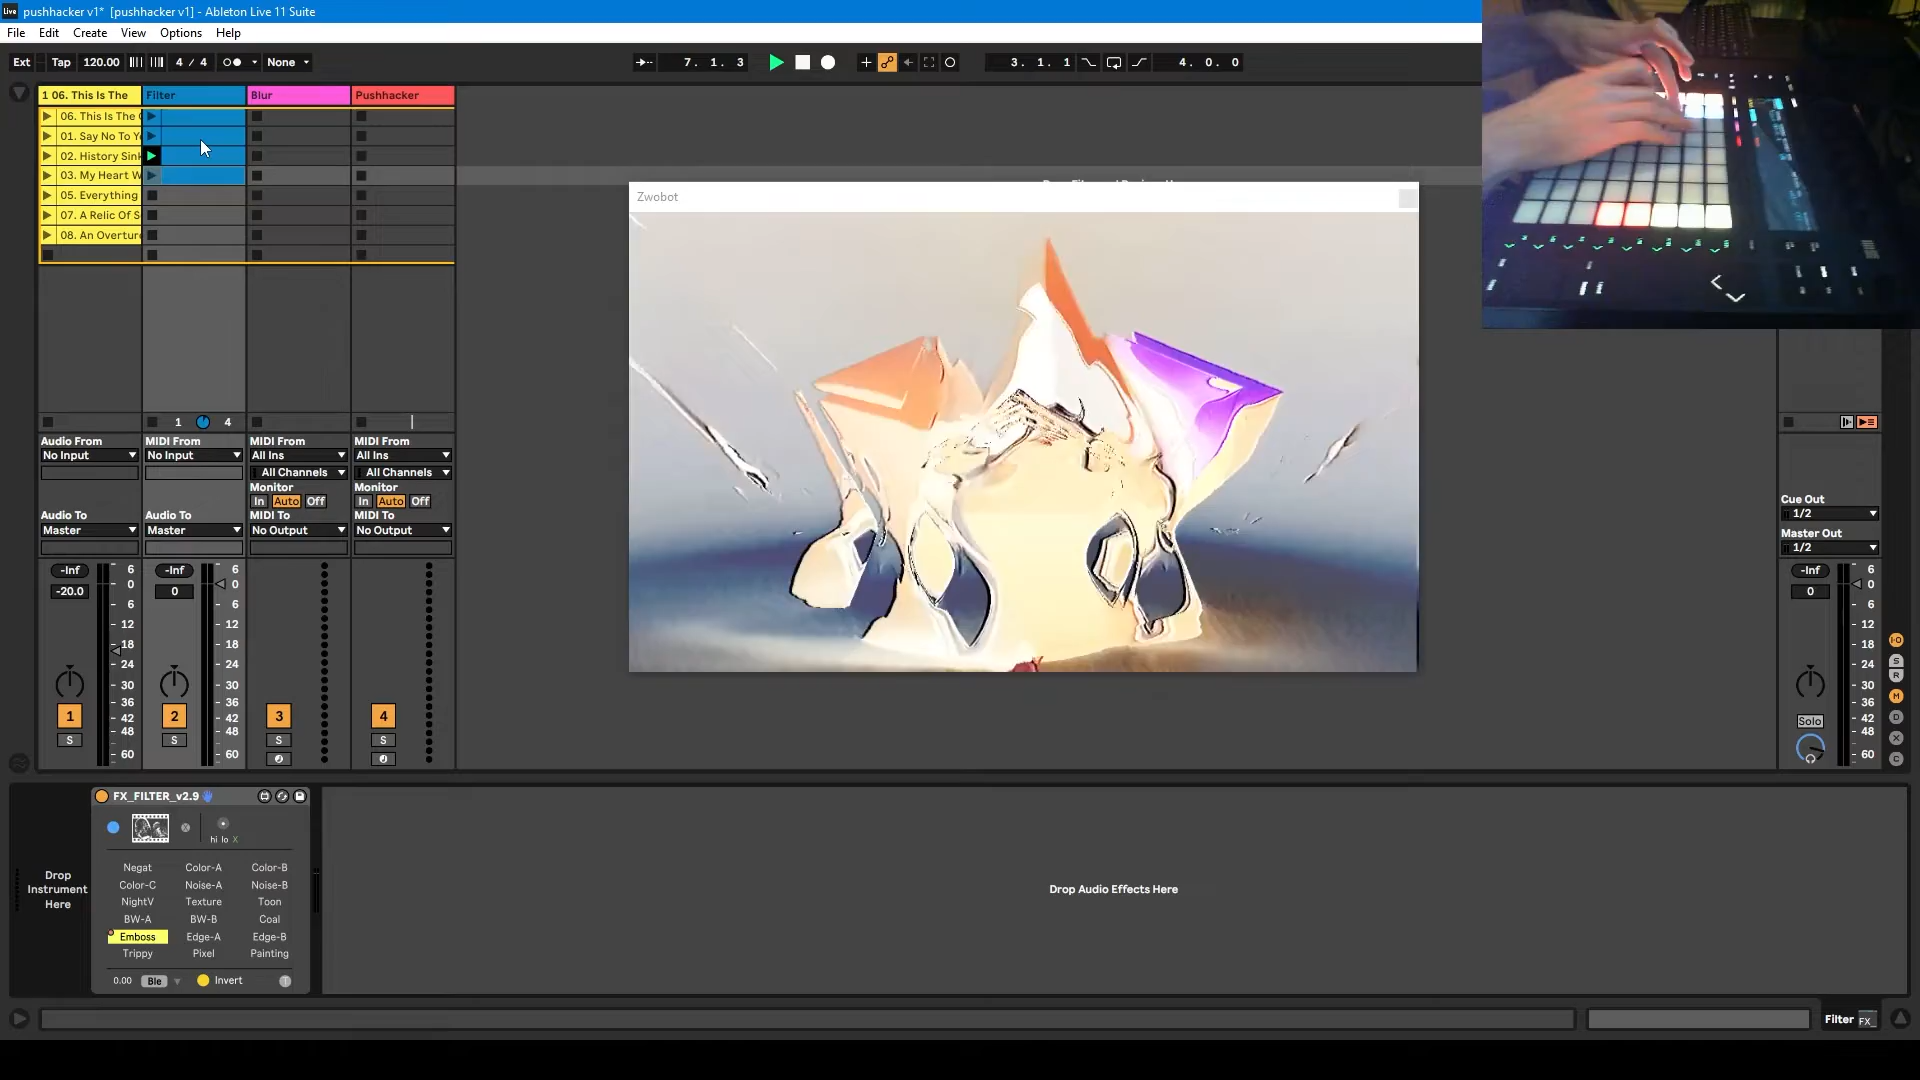 pushhacker v1*  [pushhacker v1] - Ableton Live 11 Suite
File Edit Create View Options Help
Ext Tap 120.00 4 / 4 None 7. 1. 3 3. 1. 1 4. 0. 0
1 06. This Is The Filter Blur Pushhacker
06. This Is The
01. Say No To Y
02. History Sink
03. My Heart W
05. Everything
07. A Relic Of S
08. An Overture
Zwobot
1 4
Audio From MIDI From MIDI From MIDI From
No Input No Input All Ins All Ins
All Channels All Channels
Monitor Monitor
In Auto Off In Auto Off
Audio To Audio To MIDI To MIDI To
Master Master No Output No Output
Cue Out
1/2
Master Out
1/2
-Inf 6 -Inf 6 -Inf 6
-20.0 0 0 0 0 0
6 6 6
12 12 12
18 18 18
24 24 24
30 30 30
36 36 36
42 42 42
48 48 48
60 60 60
1 2 3 4
S S S S
Solo
I·O
S
R
M
D
X
C
FX_FILTER_v2.9
hi lo X
Negat Color-A Color-B
Color-C Noise-A Noise-B
NightV Texture Toon
BW-A BW-B Coal
Emboss Edge-A Edge-B
Trippy Pixel Painting
0.00 Ble Invert T
Drop
Instrument
Here
Drop Audio Effects Here
Filter FX_